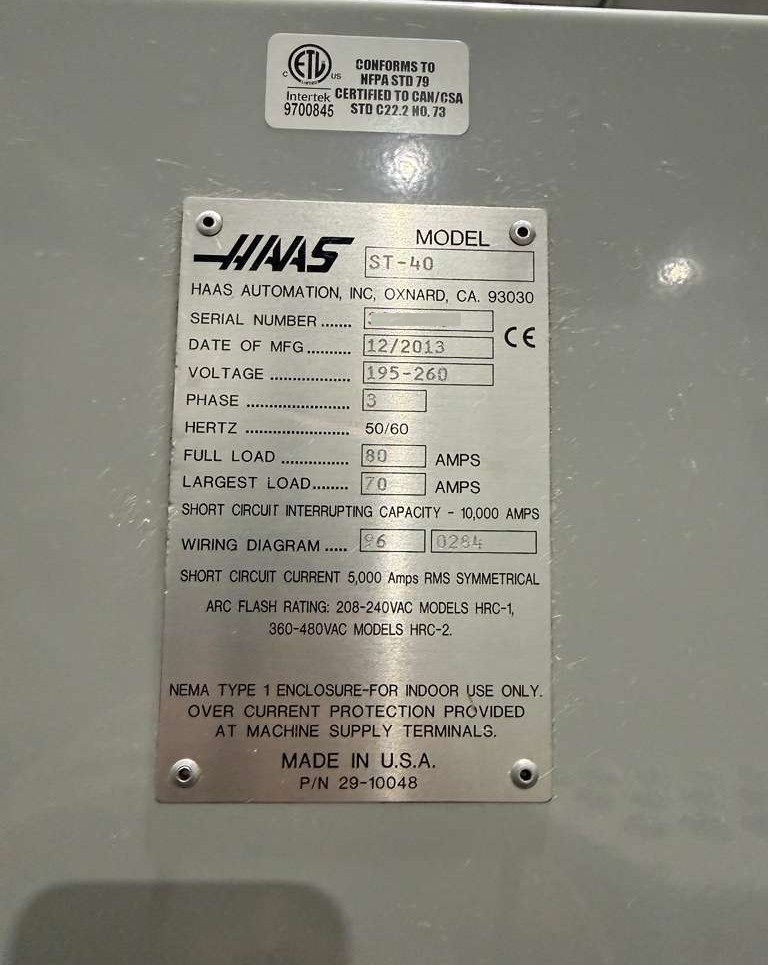 ETL
C US
Intertek
9700845
CONFORMS TO
NFPA STD 79
CERTIFIED TO CAN/CSA
STD C22.2 NO. 73
HAAS
MODEL
ST-40
HAAS AUTOMATION, INC, OXNARD, CA. 93030
SERIAL NUMBER .......
CE
DATE OF MFG.......... 12/2013
VOLTAGE .................. 195-260
PHASE ....................... 3
HERTZ ....................... 50/60
FULL LOAD ............... 80 AMPS
LARGEST LOAD........ 70 AMPS
SHORT CIRCUIT INTERRUPTING CAPACITY - 10,000 AMPS
WIRING DIAGRAM ..... 96 0284
SHORT CIRCUIT CURRENT 5,000 Amps RMS SYMMETRICAL
ARC FLASH RATING: 208-240VAC MODELS HRC-1,
360-480VAC MODELS HRC-2.
NEMA TYPE 1 ENCLOSURE-FOR INDOOR USE ONLY.
OVER CURRENT PROTECTION PROVIDED
AT MACHINE SUPPLY TERMINALS.
MADE IN U.S.A.
P/N 29-10048